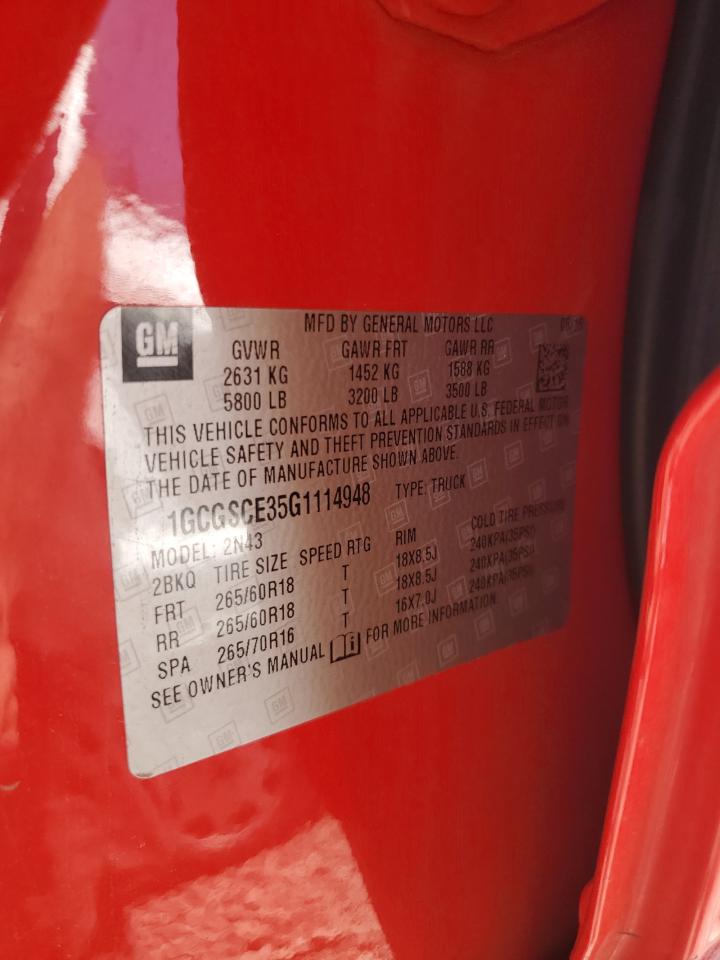 GM
MFD BY GENERAL MOTORS LLC
GVWR GAWR FRT GAWR RR
2631 KG 1452 KG 1588 KG
5800 LB 3200 LB 3500 LB
THIS VEHICLE CONFORMS TO ALL APPLICABLE U.S. FEDERAL MOTOR
VEHICLE SAFETY AND THEFT PREVENTION STANDARDS IN EFFECT ON
THE DATE OF MANUFACTURE SHOWN ABOVE.
1GCGSCE35G1114948 TYPE: TRUCK
MODEL: 2N43
2BKQ TIRE SIZE SPEED RTG RIM COLD TIRE PRESSURE
FRT 265/60R18 T 18X8.5J 240KPA(35PSI)
RR 265/60R18 T 18X8.5J 240KPA(35PSI)
SPA 265/70R16 T 16X7.0J 240KPA(35PSI)
SEE OWNER'S MANUAL FOR MORE INFORMATION.